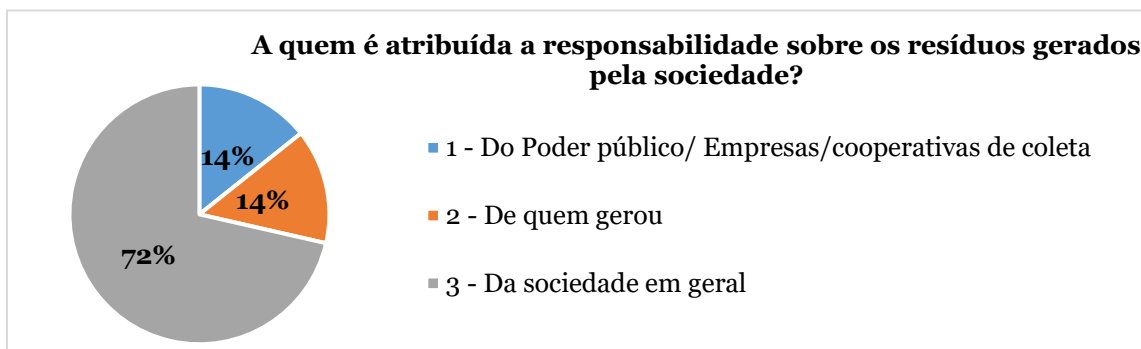 A quem é atribuída a responsabilidade sobre os resíduos gerados
pela sociedade?
14%
14%
72%
1 - Do Poder público/ Empresas/cooperativas de coleta
2 - De quem gerou
3 - Da sociedade em geral